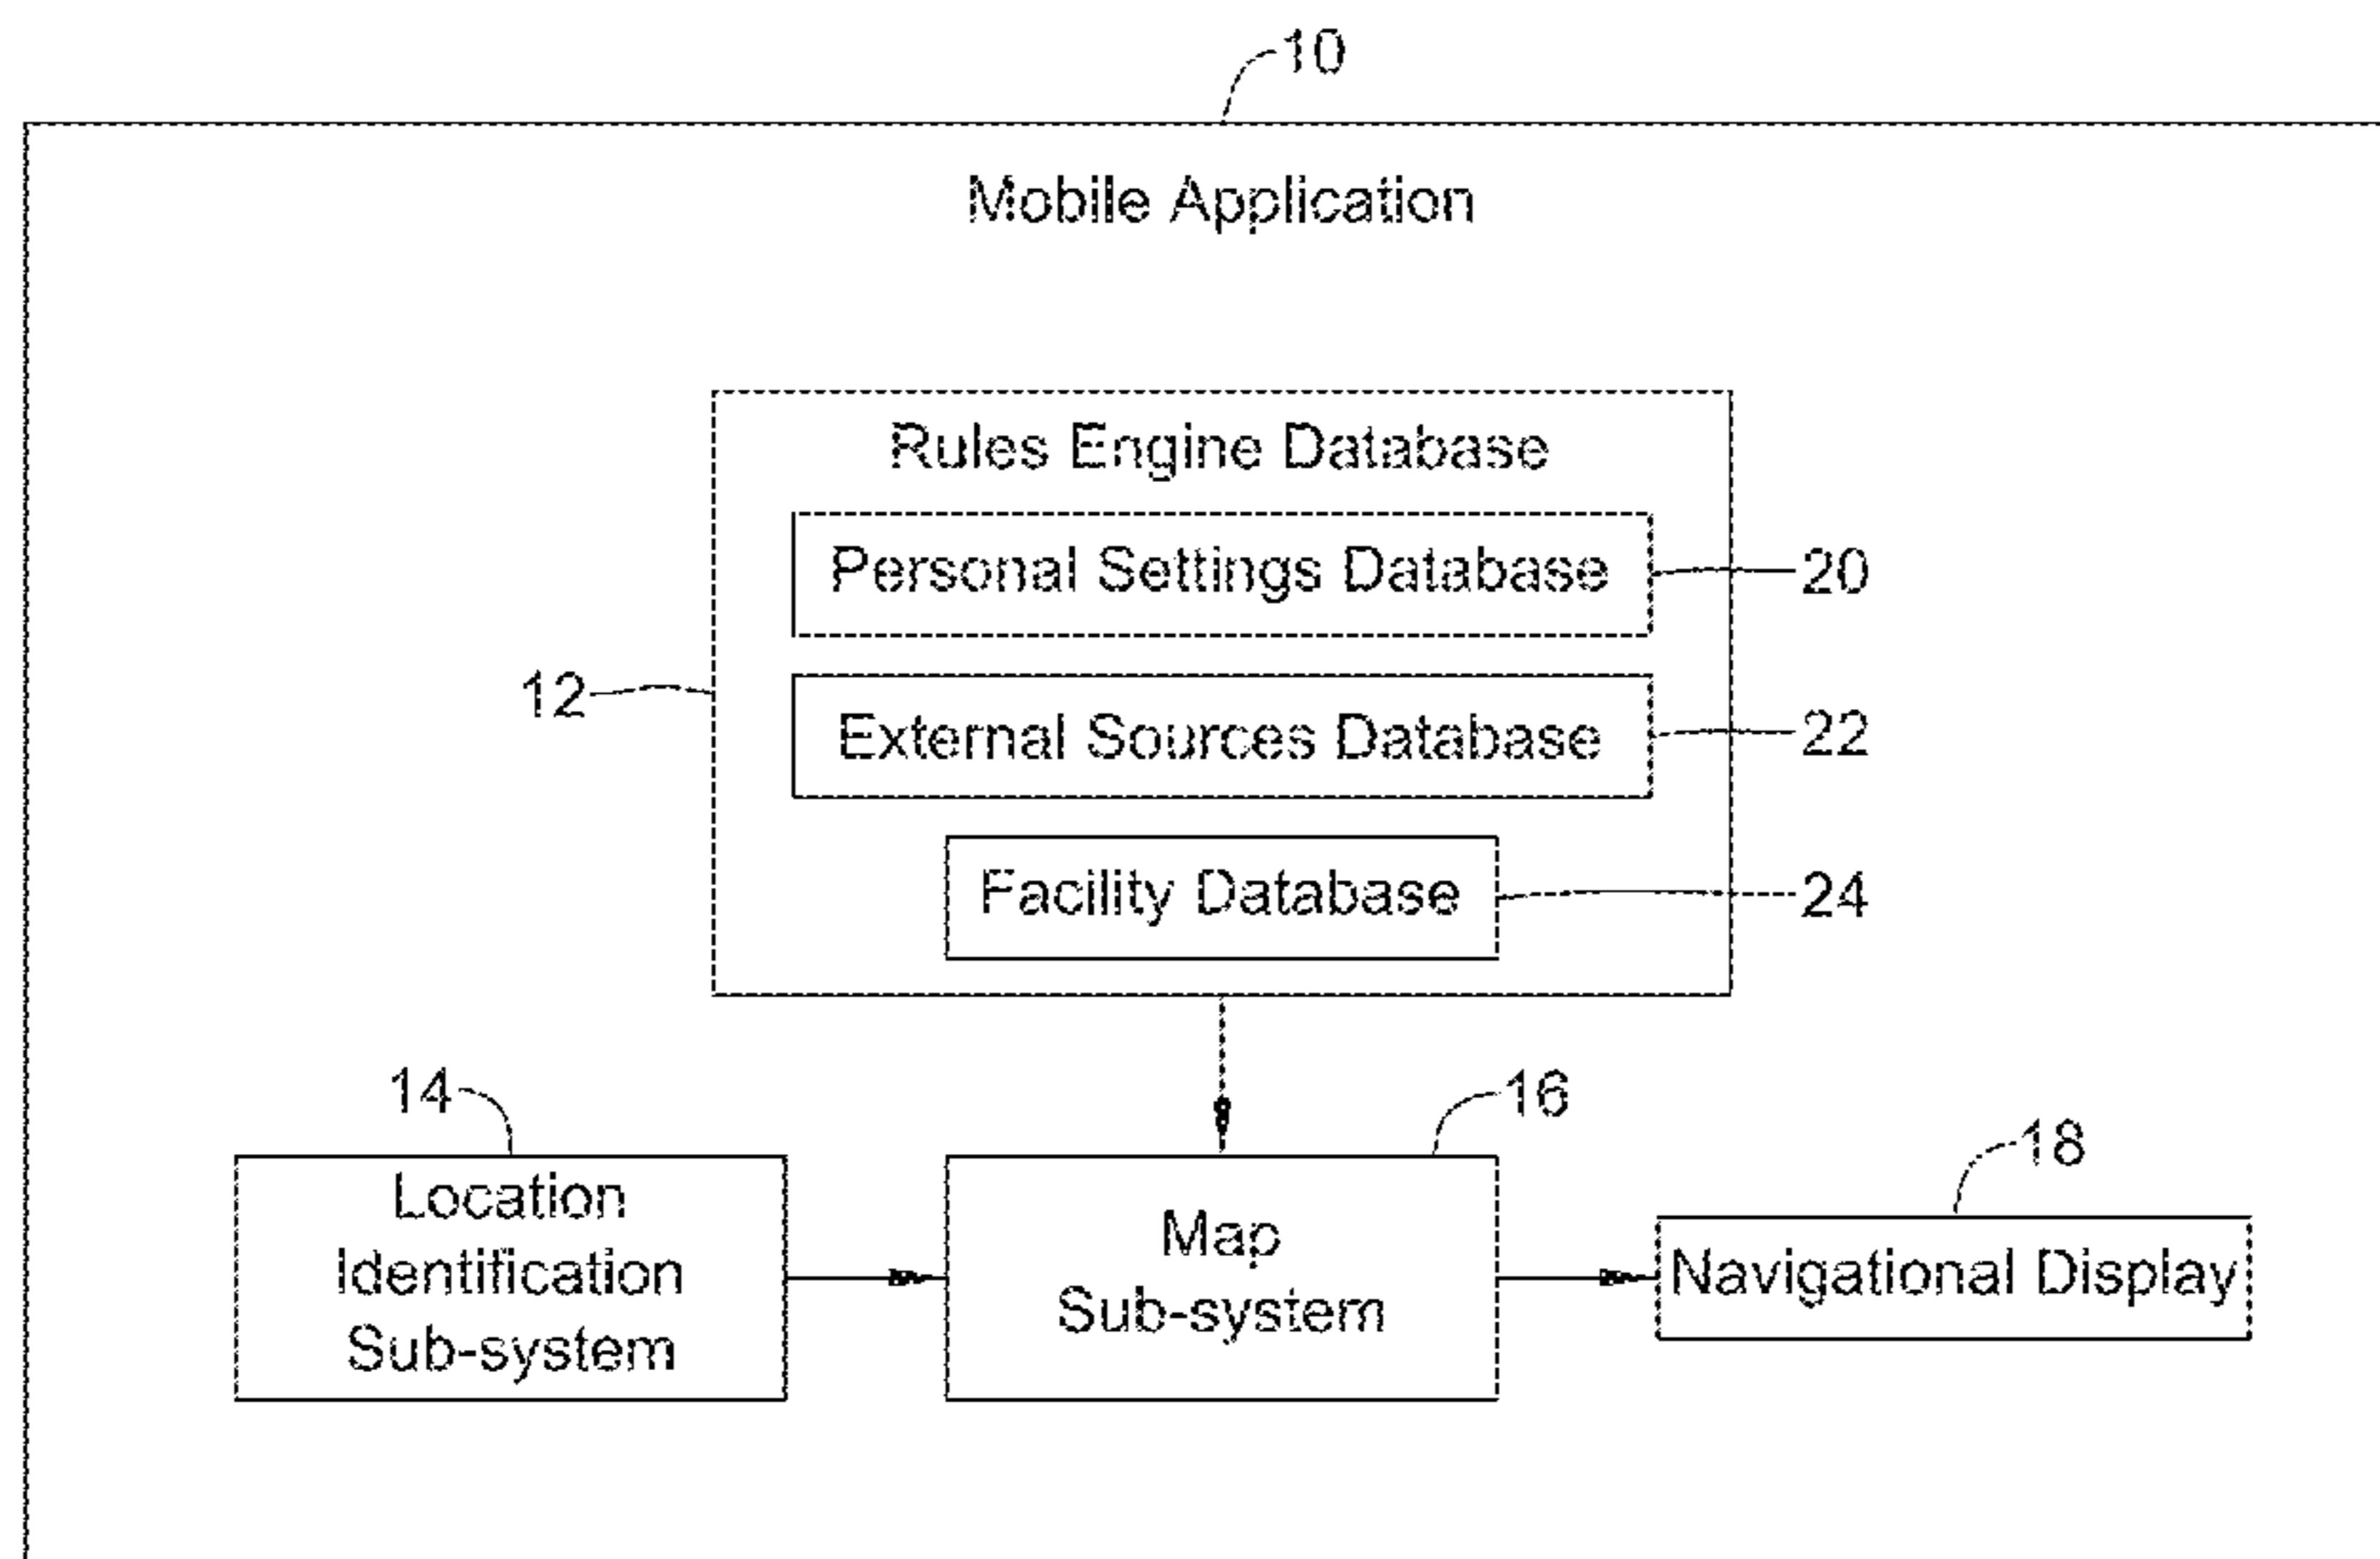 10
Mobile Application
Rules Engine Database
Personal Settings Database
20
12
External Sources Database
22
Facility Database
24
14
16
18
Location
Identification
Sub-system
Map
Sub-system
Navigational Display